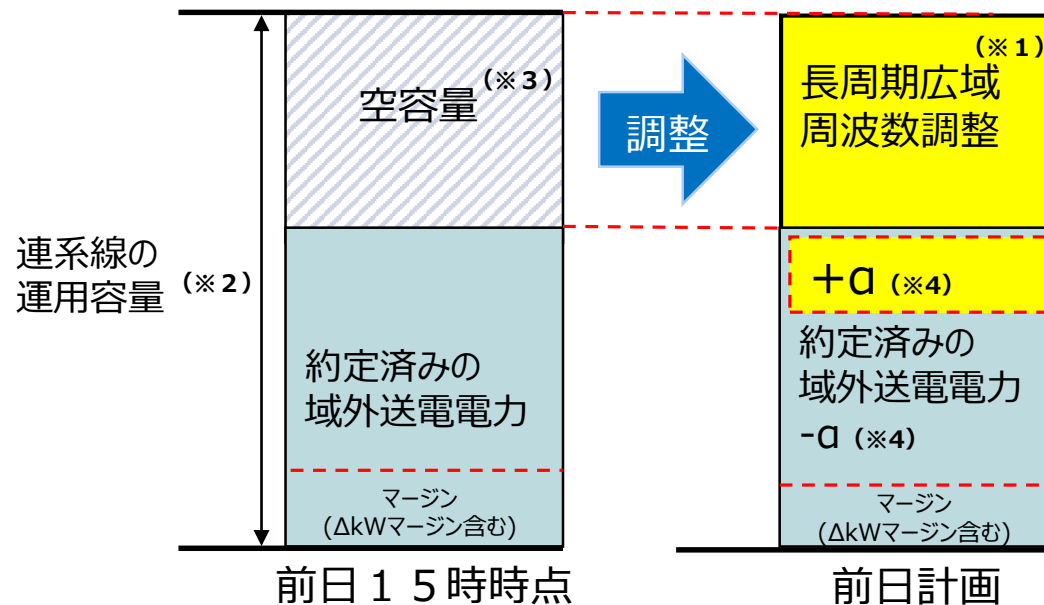 空容量（※３）
調整
（※１）
長周期広域
周波数調整
連系線の
運用容量（※２）
＋α（※4）
約定済みの
域外送電電力
約定済みの
域外送電電力
-α（※4）
マージン
(ΔkWマージン含む)
マージン
(ΔkWマージン含む)
前日１５時時点
前日計画